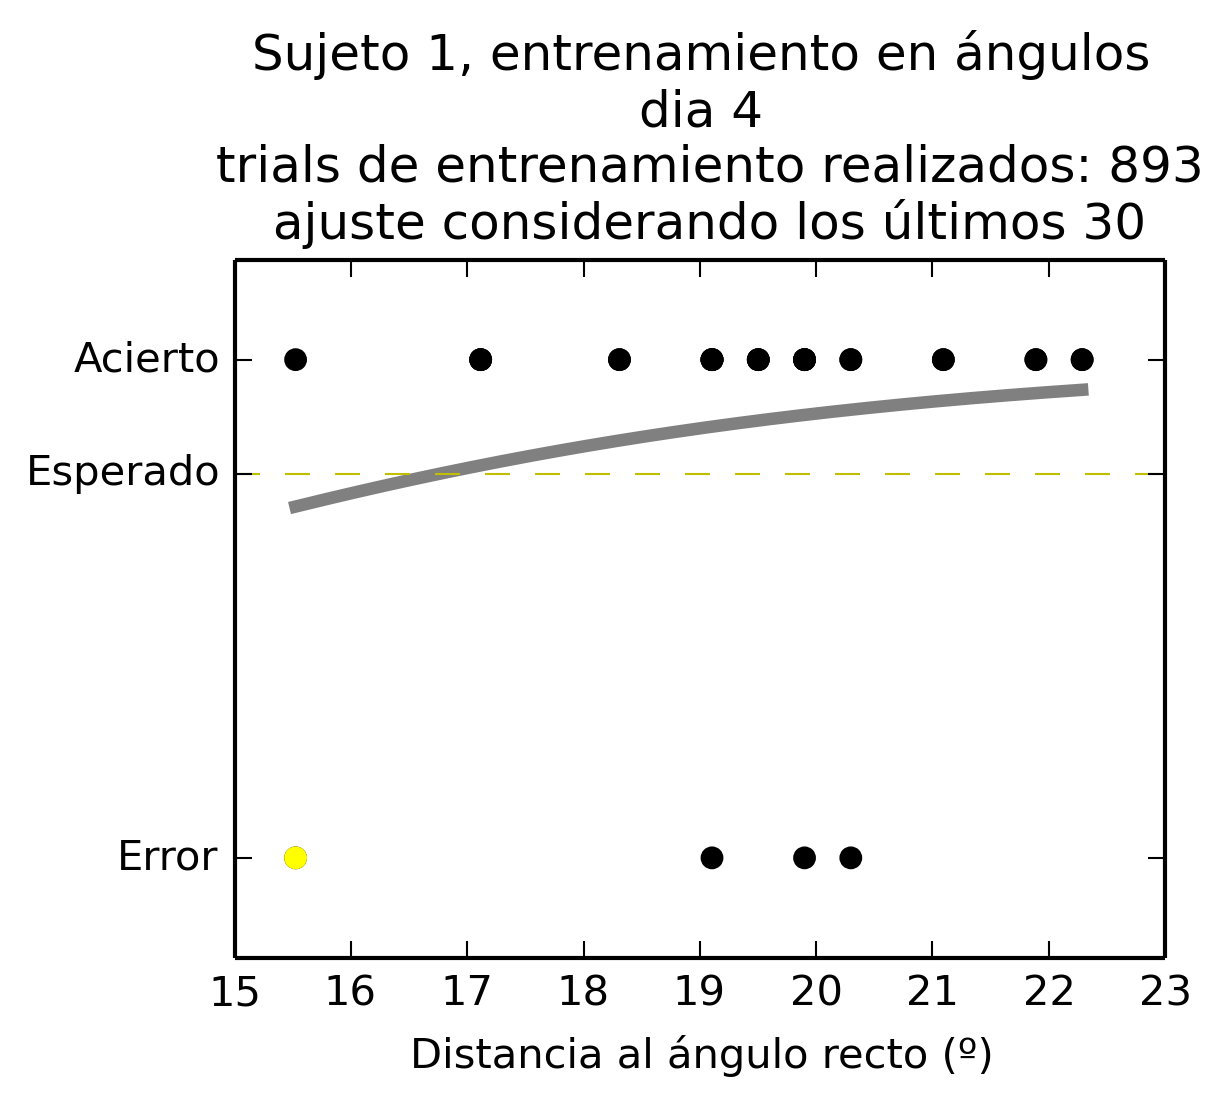 Sujeto 1, entrenamiento en ángulos
dia 4
trials de entrenamiento realizados: 893
ajuste considerando los últimos 30
Acierto
Esperado
Error
15 16 17 18 19 20 21 22 23
Distancia al ángulo recto (º)